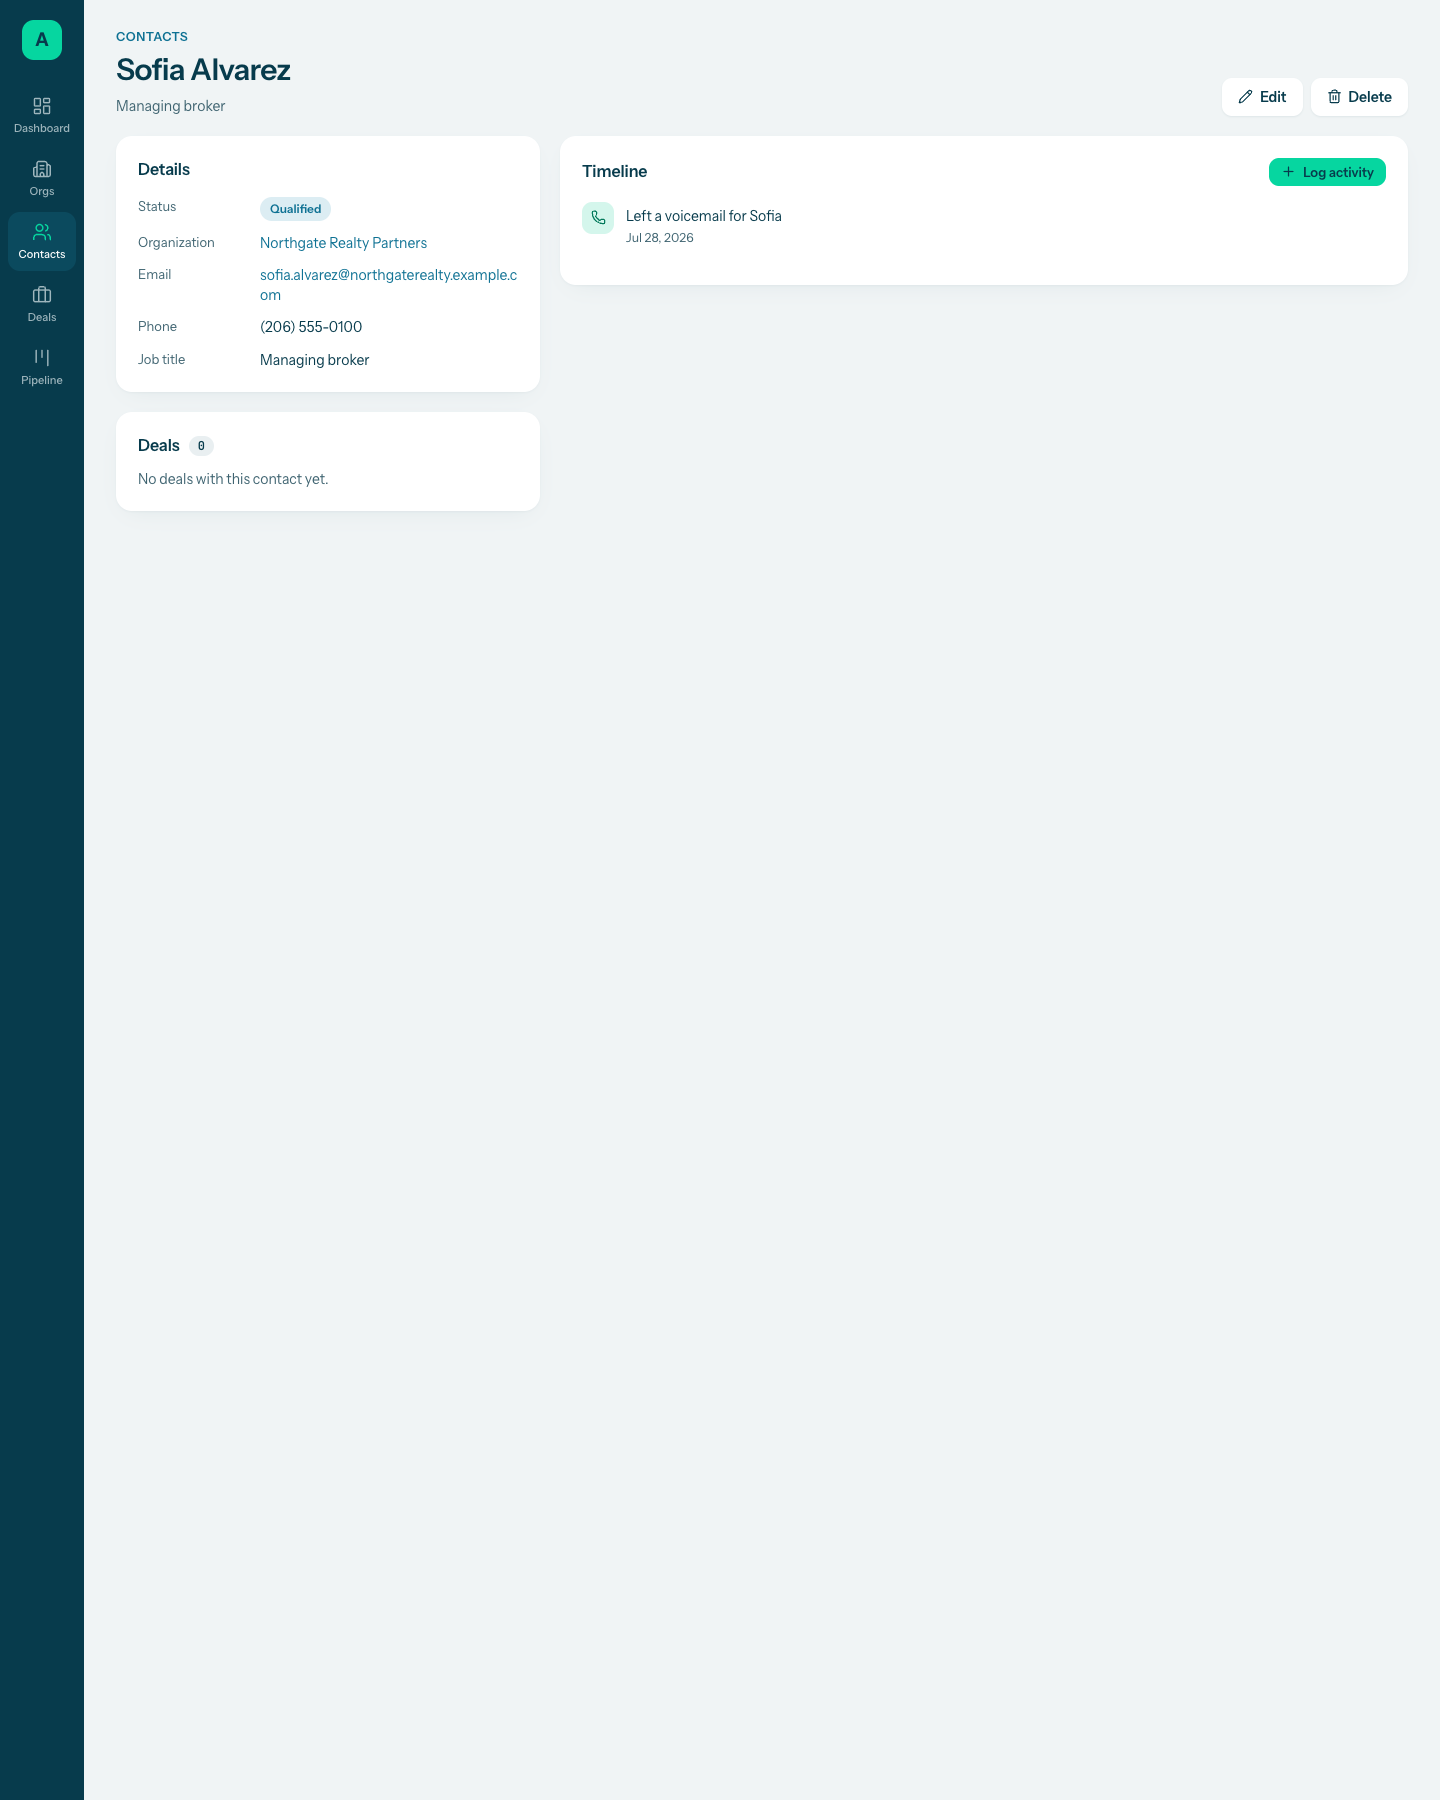 A
Dashboard
Orgs
Contacts
Deals
Pipeline
CONTACTS
Sofia Alvarez
Managing broker
Edit
Delete
Details
Status
Qualified
Organization
Northgate Realty Partners
Email
sofia.alvarez@northgaterealty.example.c
om
Phone
(206) 555-0100
Job title
Managing broker
Deals 0
No deals with this contact yet.
Timeline
Log activity
Left a voicemail for Sofia
Jul 28, 2026